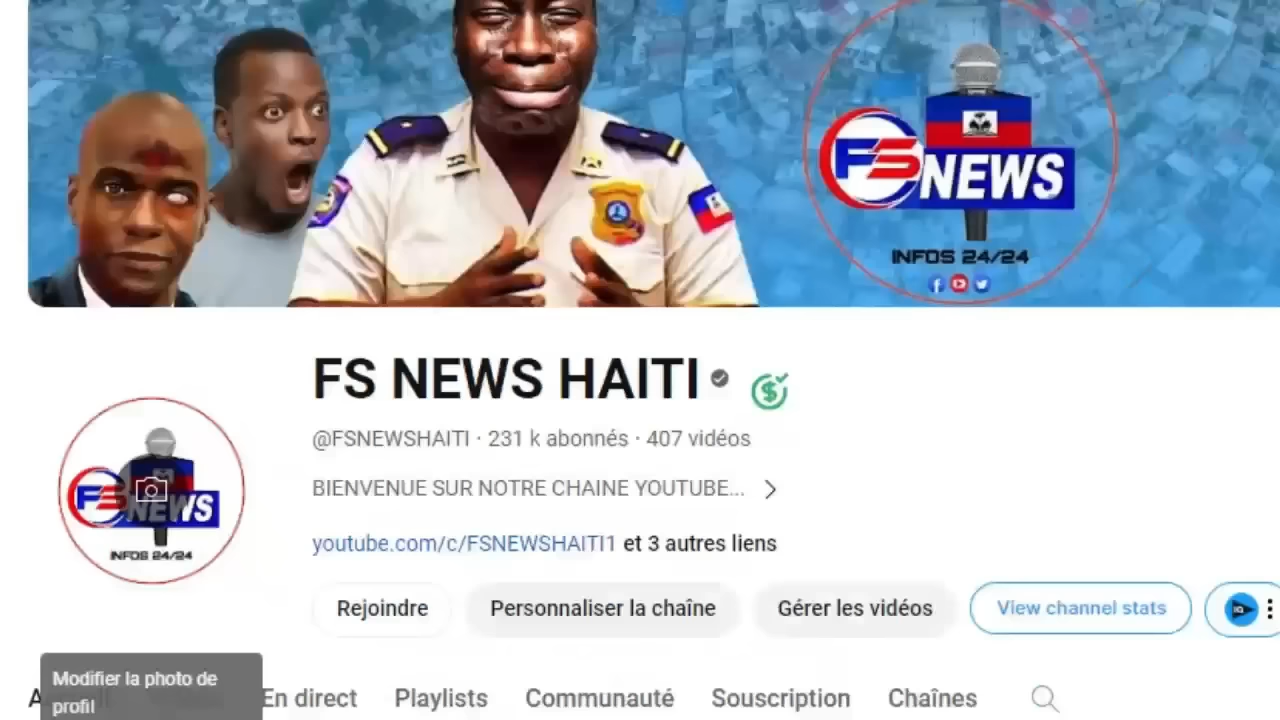 FS NEWS
INFOS 24/24
FS NEWS HAITI
@FSNEWSHAITI · 231 k abonnés · 407 vidéos
BIENVENUE SUR NOTRE CHAINE YOUTUBE...
youtube.com/c/FSNEWSHAITI1 et 3 autres liens
FS NEWS
INFOS 24/24
Rejoindre
Personnaliser la chaîne
Gérer les vidéos
View channel stats
IQ
Modifier la photo de
profil
En direct
Playlists
Communauté
Souscription
Chaînes